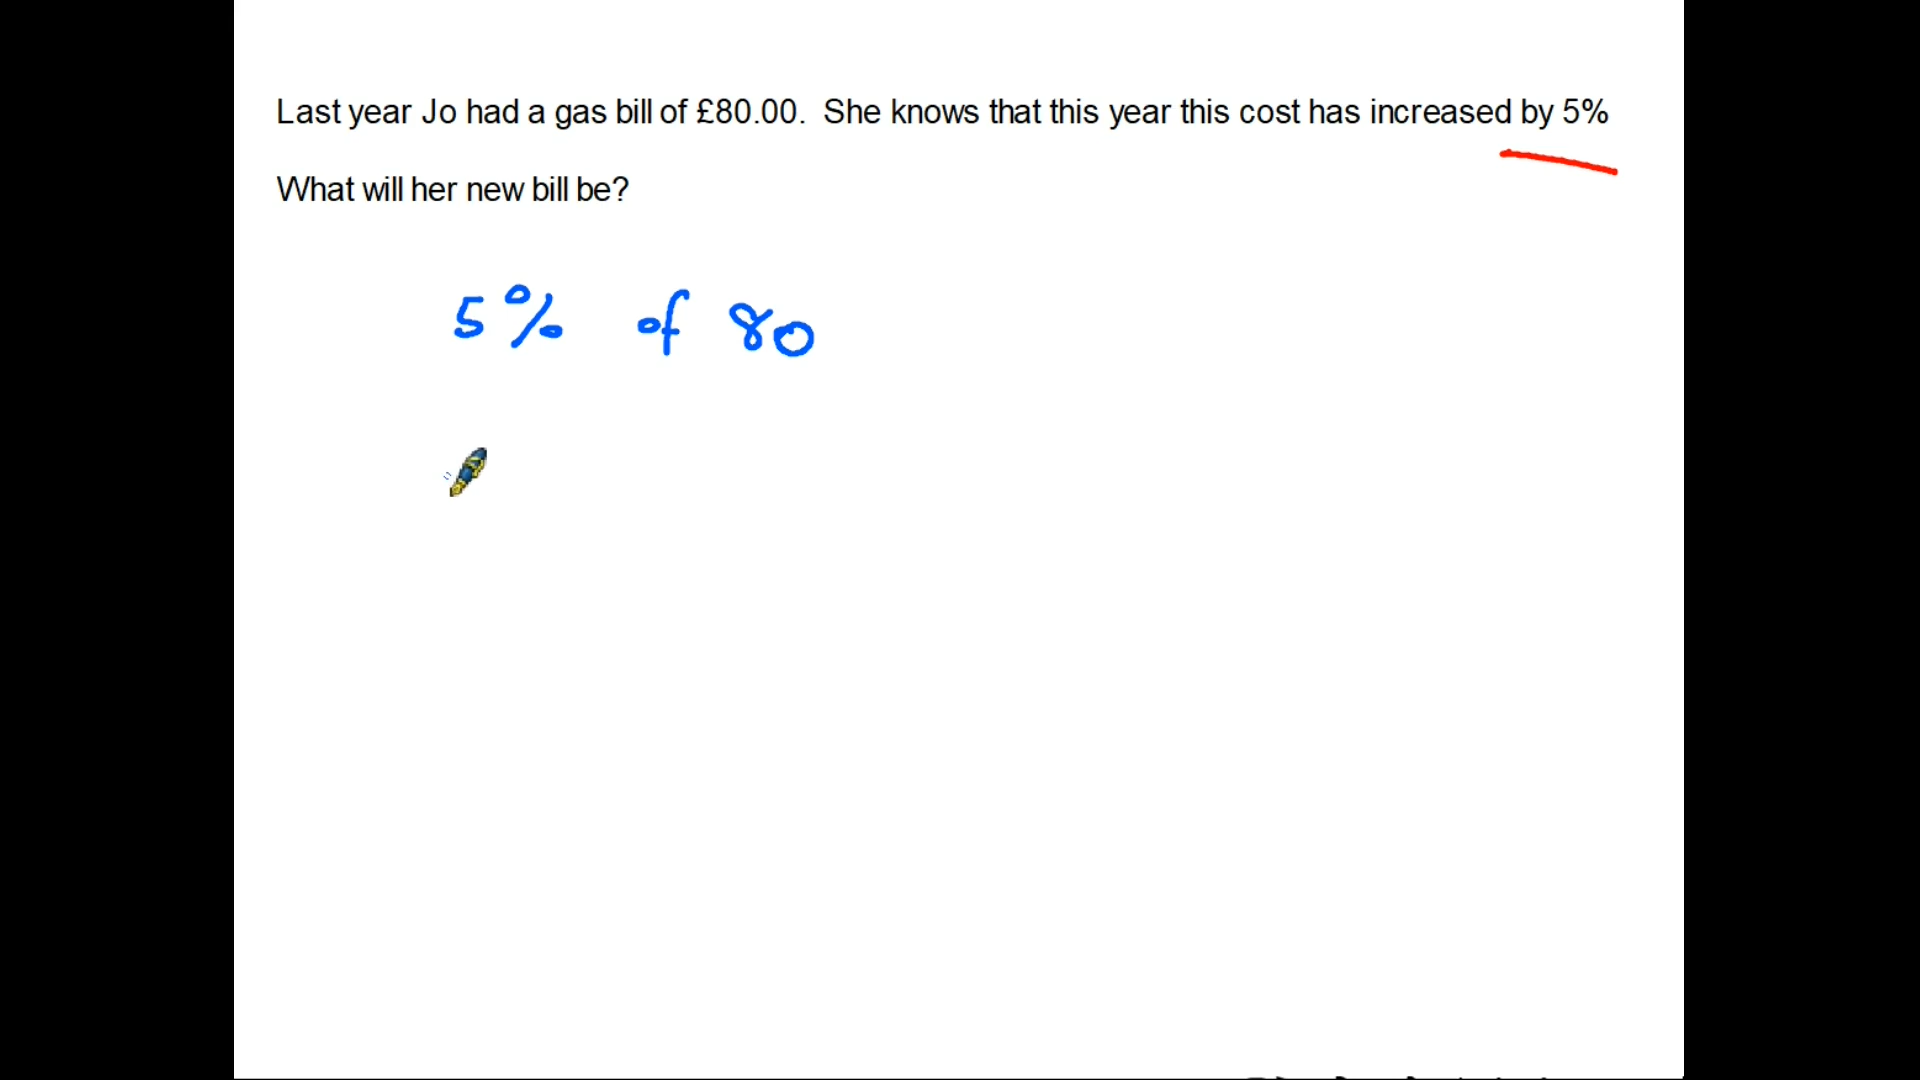 Last year Jo had a gas bill of £80.00. She knows that this year this cost has increased by 5%
What will her new bill be?
5% of 80